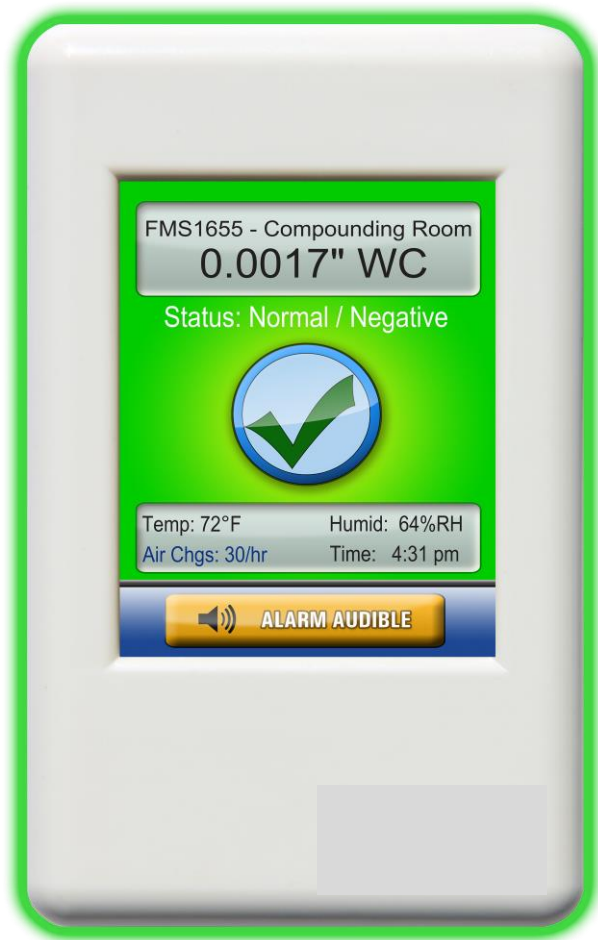 FMS1655 - Compounding Room
0.0017" WC
Status: Normal / Negative
Temp: 72°F Humid: 64%RH
Air Chgs: 30/hr Time: 4:31 pm
ALARM AUDIBLE